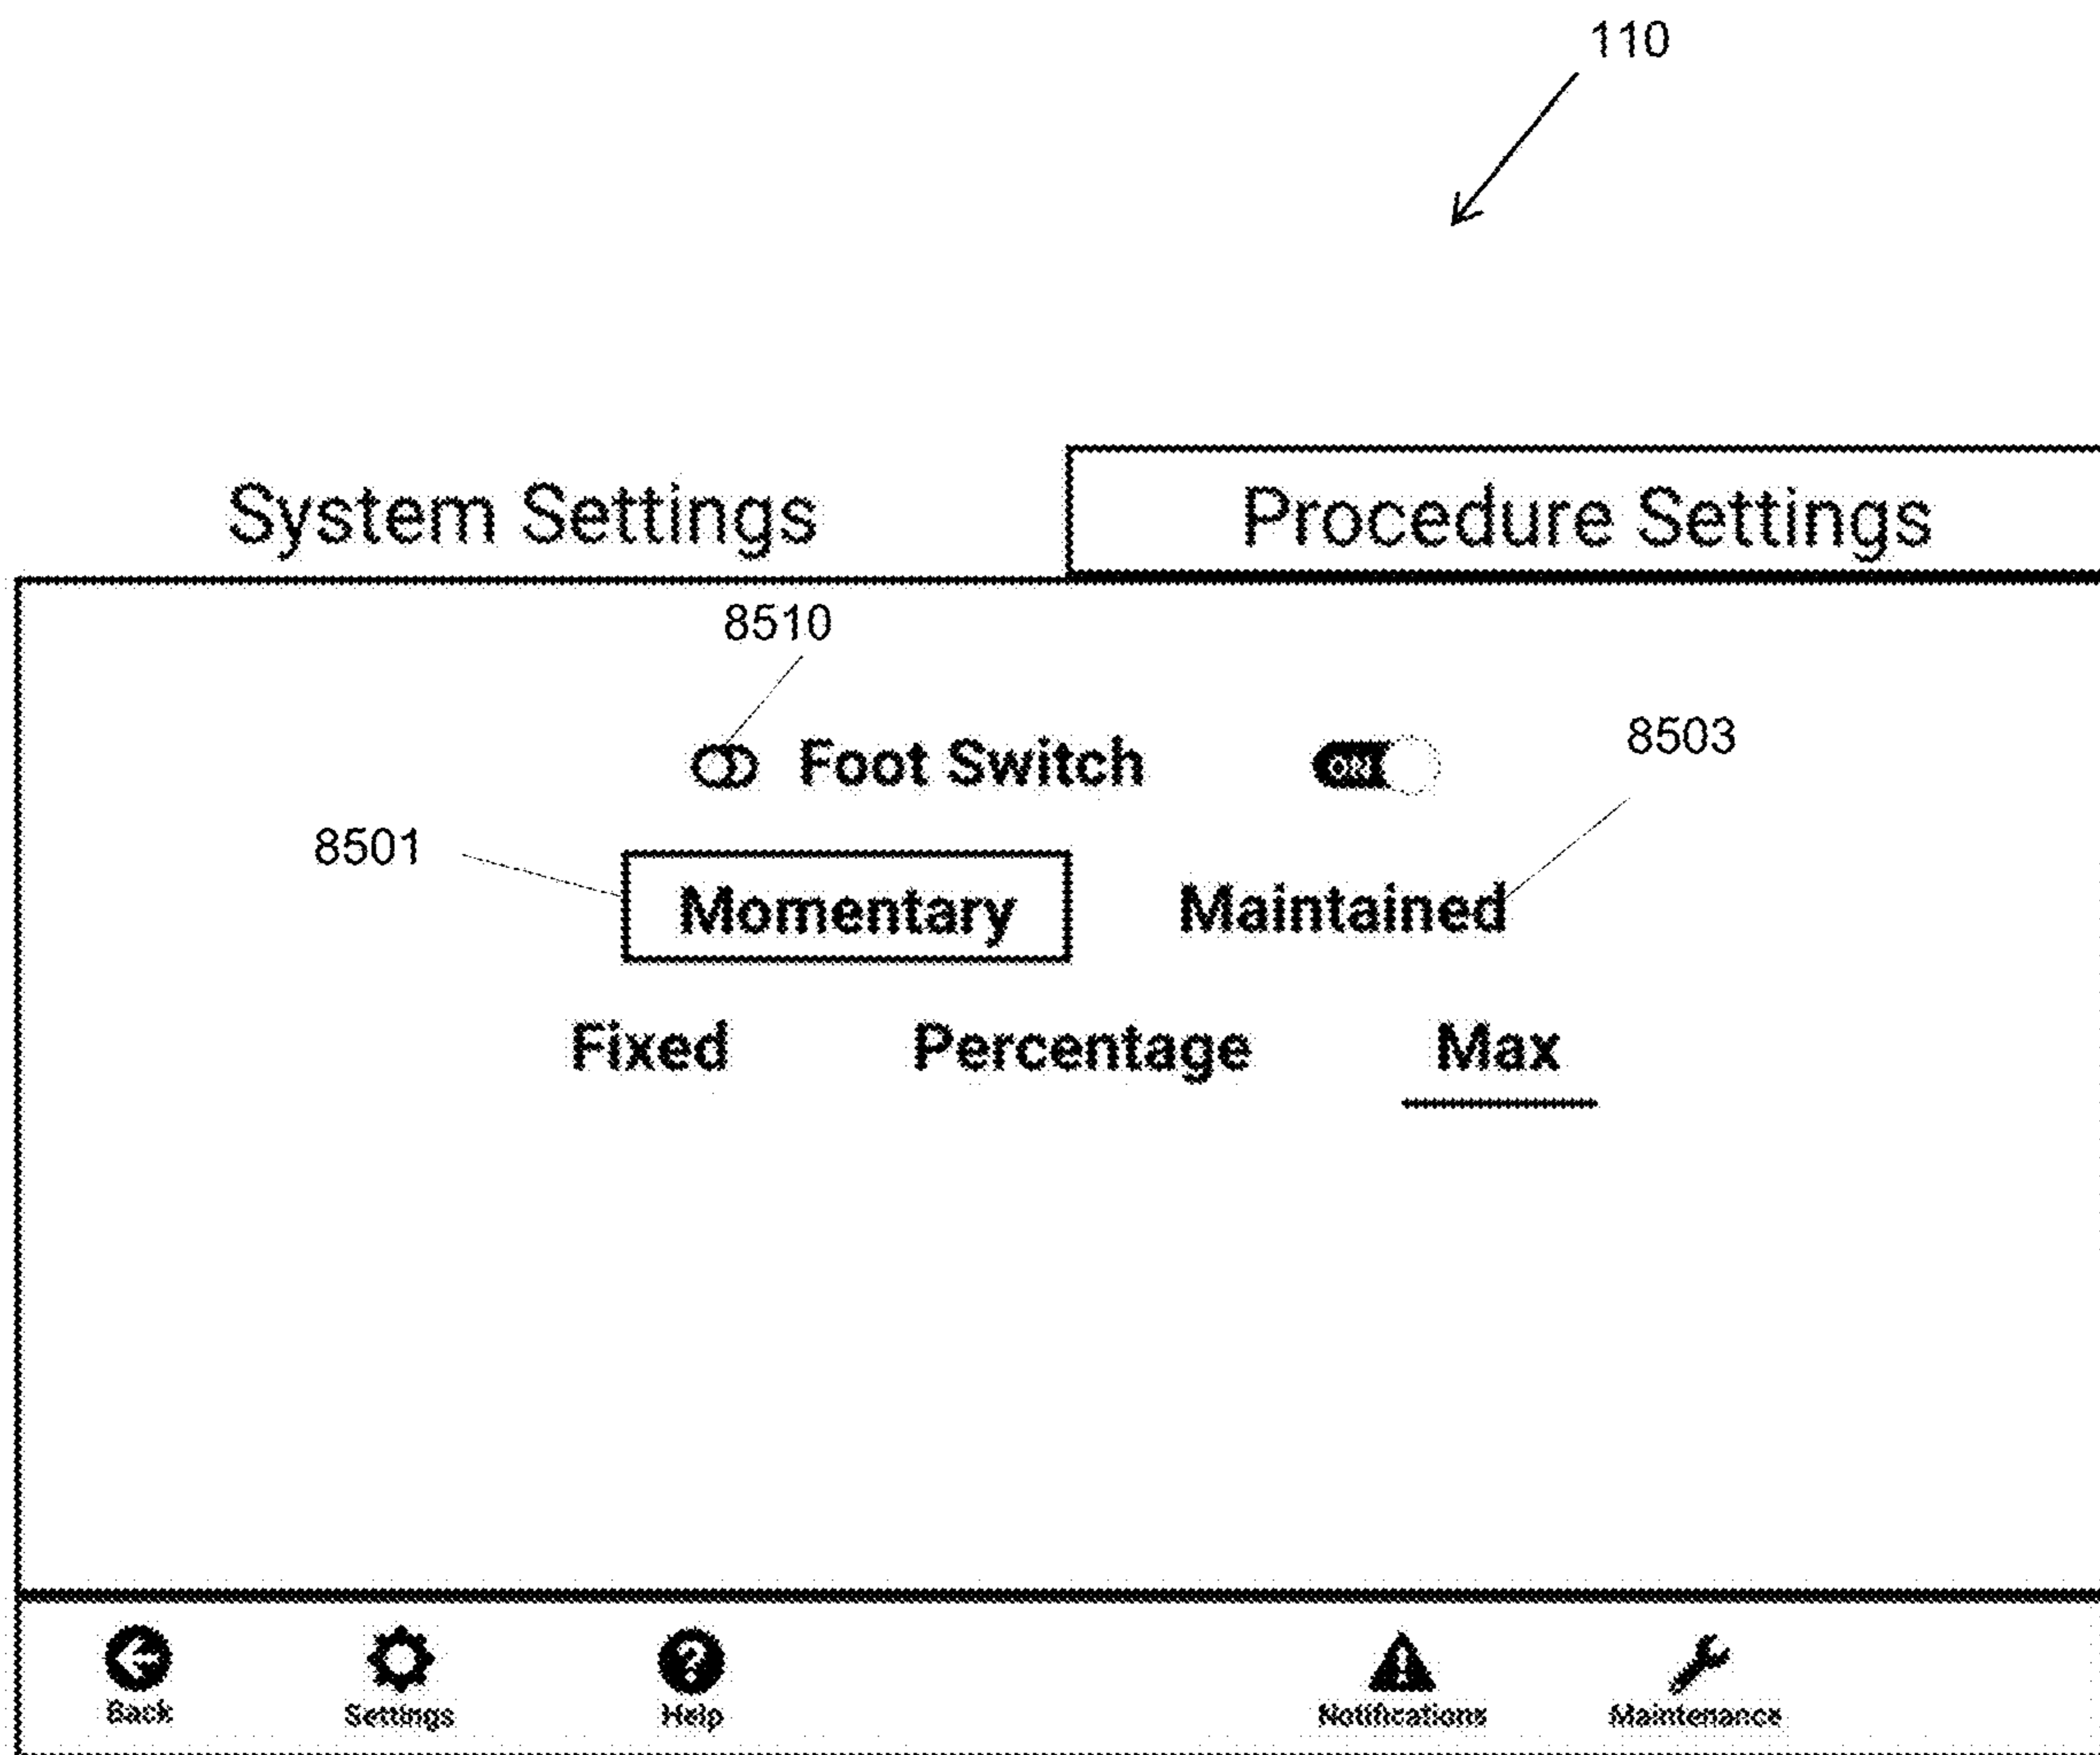 110
System Settings Procedure Settings
8510
Foot Switch ON
8503
8501
Momentary Maintained
Fixed Percentage Max
Back Settings Help Notifications Maintenance